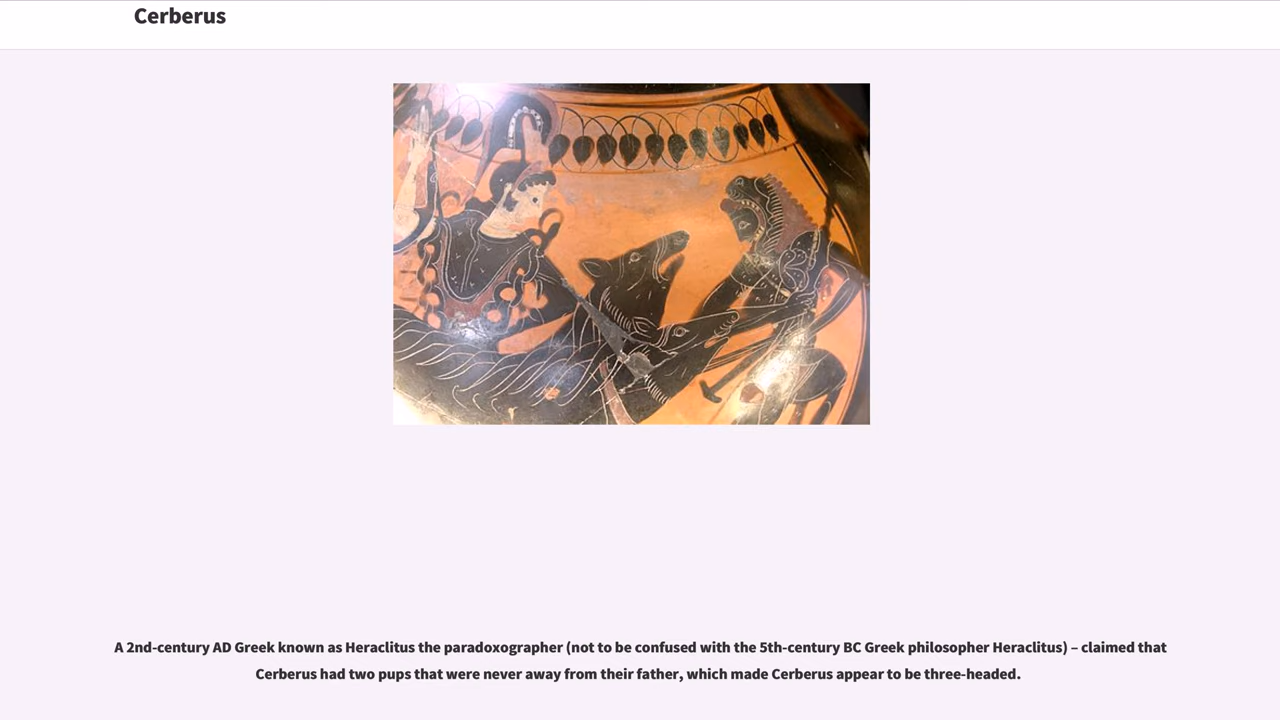 Cerberus
A 2nd-century AD Greek known as Heraclitus the paradoxographer (not to be confused with the 5th-century BC Greek philosopher Heraclitus) – claimed that
Cerberus had two pups that were never away from their father, which made Cerberus appear to be three-headed.